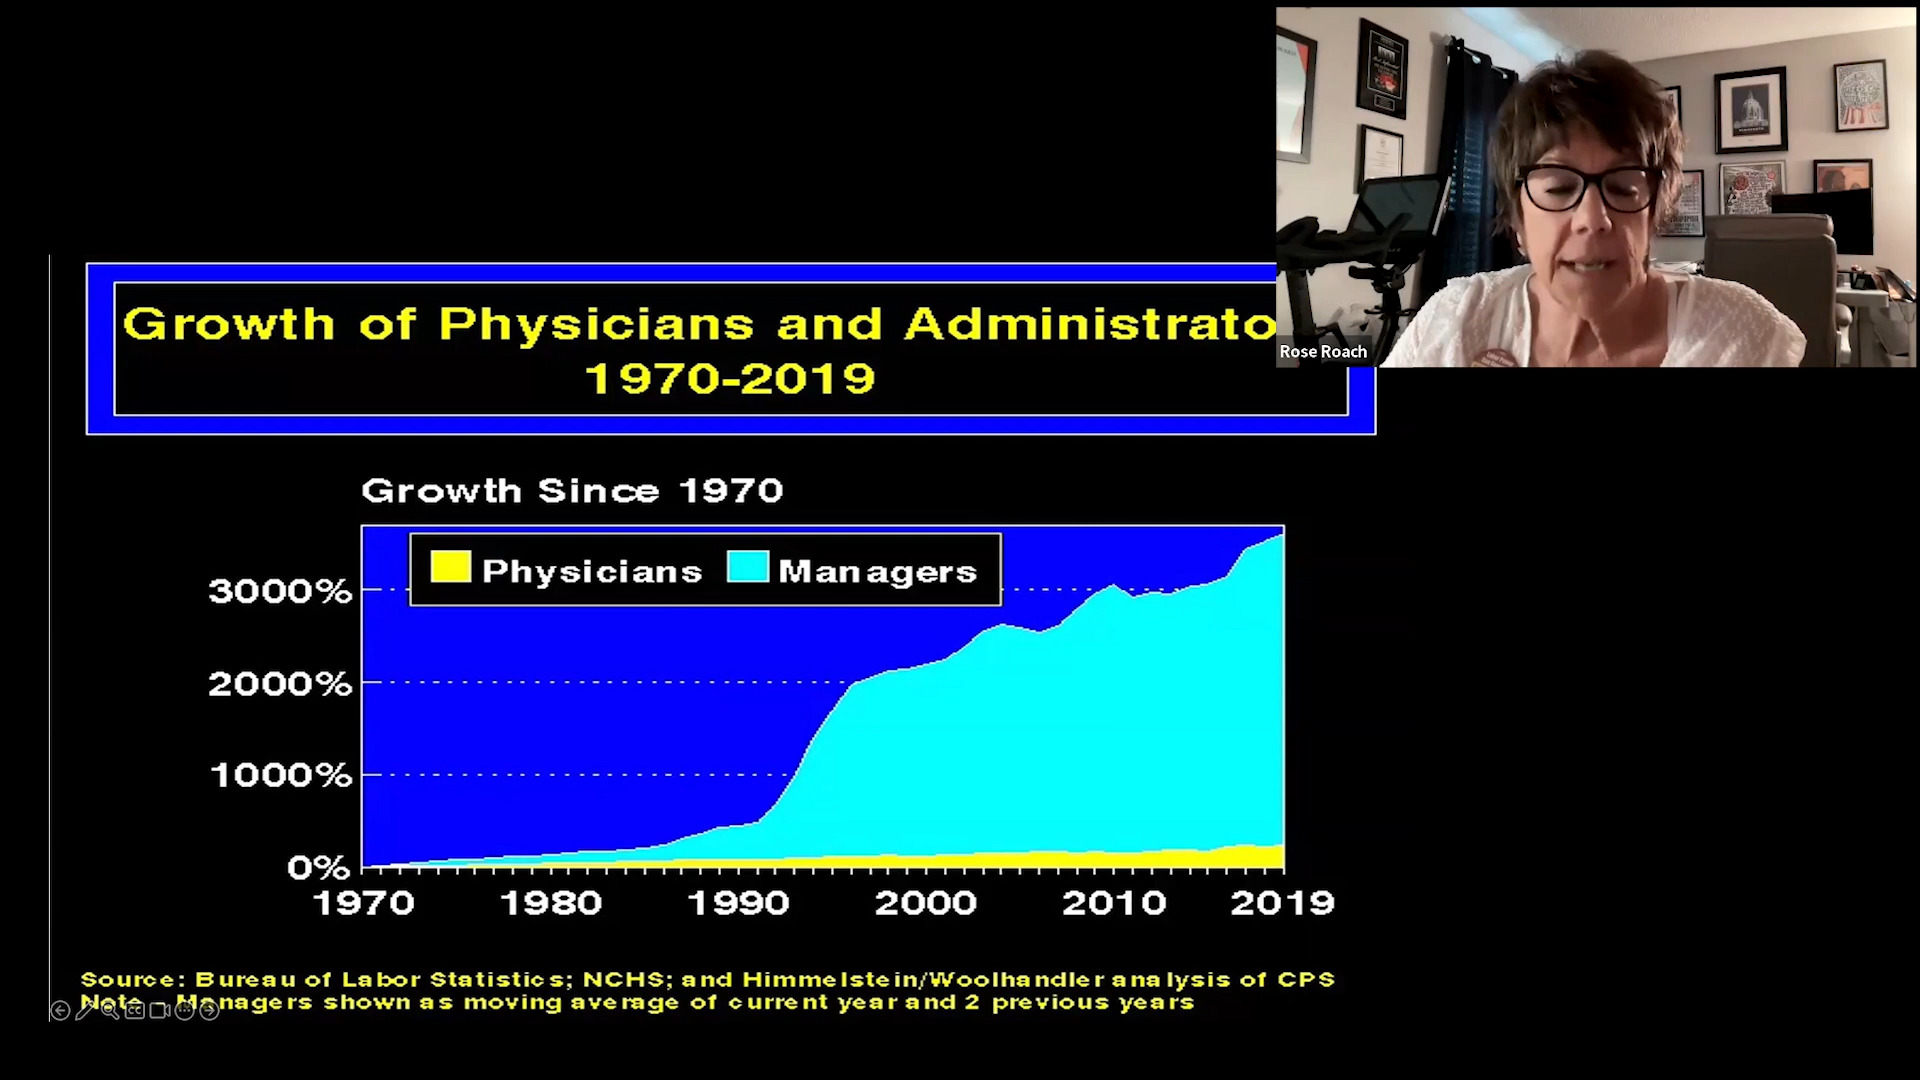 Growth of Physicians and Administrato
1970-2019
Rose Roach
Growth Since 1970
Physicians
Managers
3000%
2000%
1000%
0%
1970
1980
1990
2000
2010
2019
Source: Bureau of Labor Statistics; NCHS; and Himmelstein/Woolhandler analysis of CPS
Note - Managers shown as moving average of current year and 2 previous years